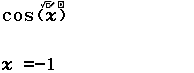 cos(x)
x =-1